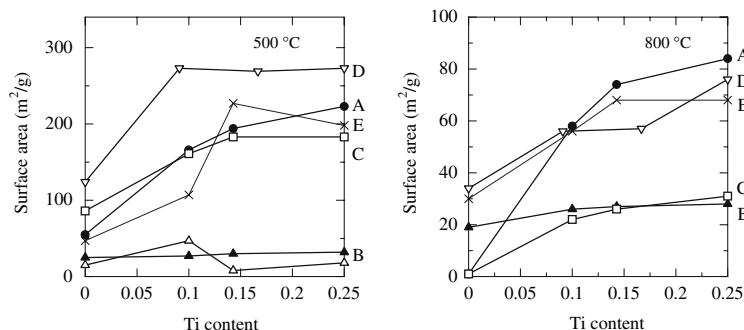 500 °C
Surface area (m²/g)
300
200
100
0
D
A
E
C
B
0
0.05
0.1
0.15
0.2
0.25
Ti content
800 °C
Surface area (m²/g)
100
80
60
40
20
0
A
D
E
C
B
0
0.05
0.1
0.15
0.2
0.25
Ti content